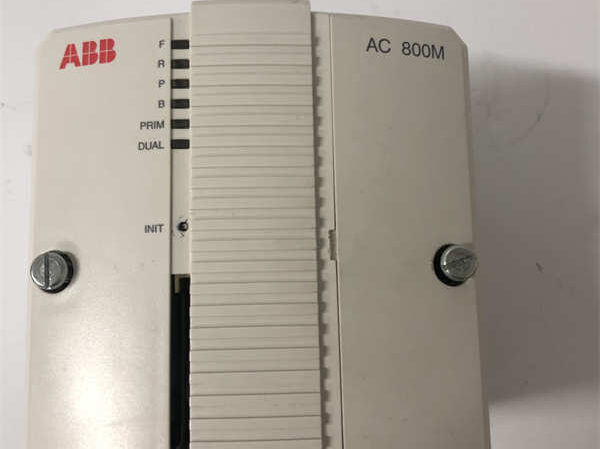 ABB
AC 800M
F
R
P
B
PRIM
DUAL
INIT